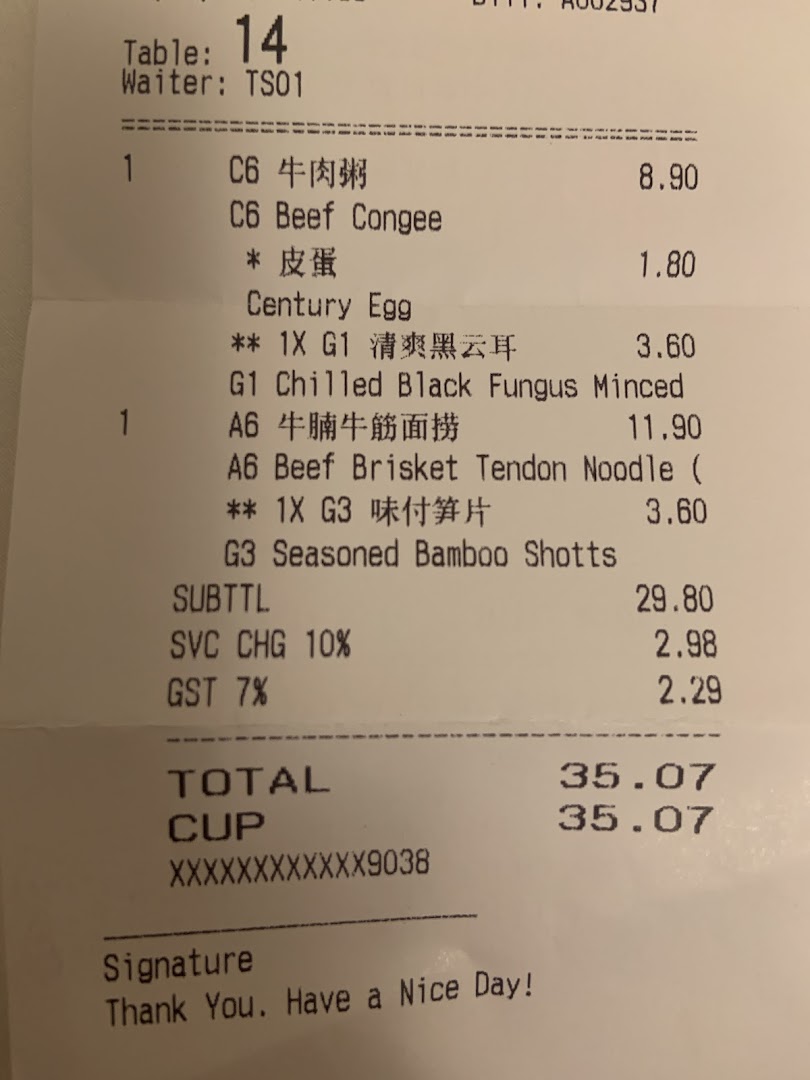 Table: 14
Waiter: TS01
1 C6 牛肉粥 8.90
C6 Beef Congee
* 皮蛋 1.80
Century Egg
** 1X G1 清爽黑云耳 3.60
G1 Chilled Black Fungus Minced
1 A6 牛腩牛筋面捞 11.90
A6 Beef Brisket Tendon Noodle (
** 1X G3 味付笋片 3.60
G3 Seasoned Bamboo Shotts
SUBTTL 29.80
SVC CHG 10% 2.98
GST 7% 2.29
TOTAL 35.07
CUP 35.07
XXXXXXXXXXXX9038
Signature
Thank You. Have a Nice Day!